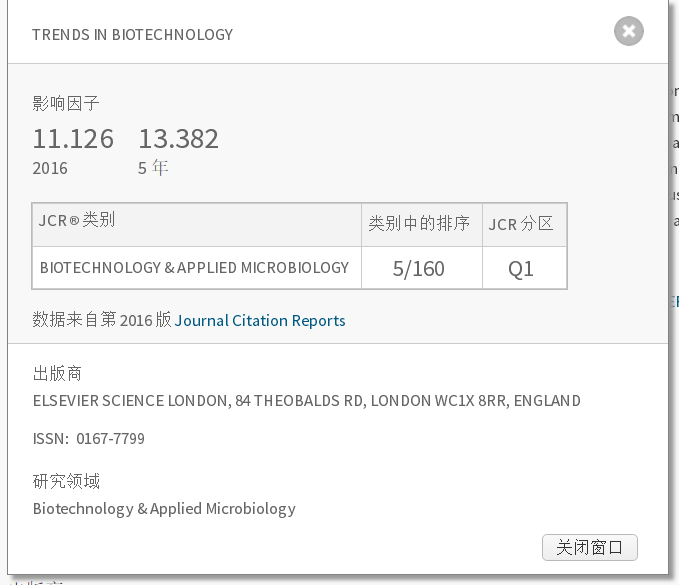 TRENDS IN BIOTECHNOLOGY
影响因子
11.126 13.382
2016 5 年
JCR® 类别 类别中的排序 JCR 分区
BIOTECHNOLOGY & APPLIED MICROBIOLOGY 5/160 Q1
数据来自第 2016 版 Journal Citation Reports
出版商
ELSEVIER SCIENCE LONDON, 84 THEOBALDS RD, LONDON WC1X 8RR, ENGLAND
ISSN: 0167-7799
研究领域
Biotechnology & Applied Microbiology
关闭窗口